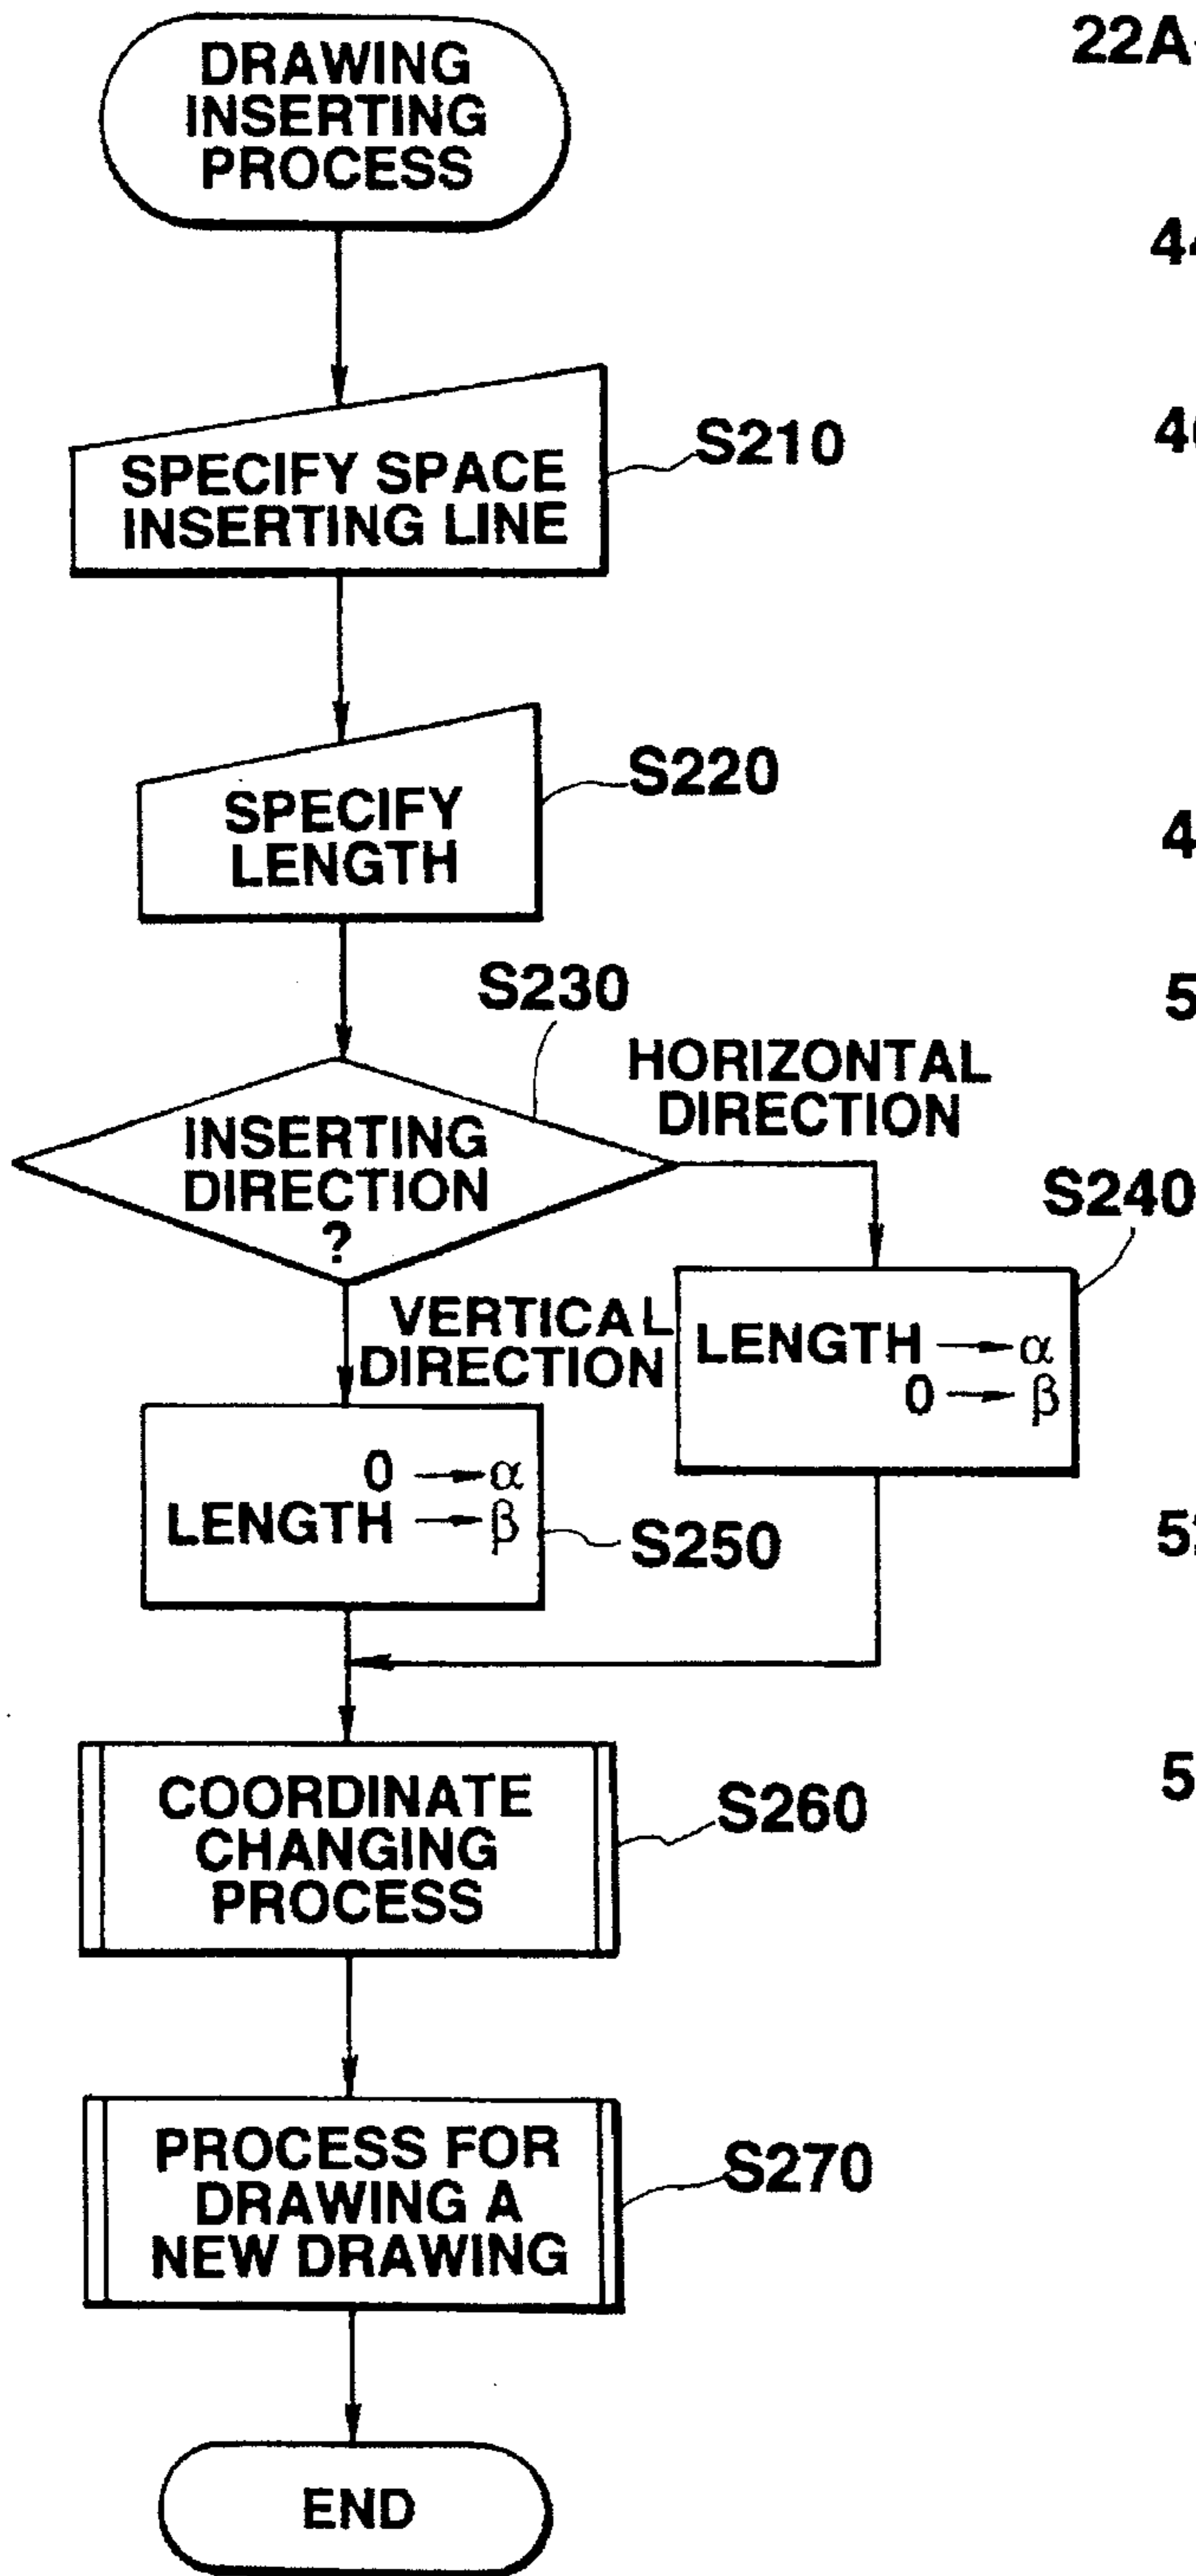 DRAWING
INSERTING
PROCESS
SPECIFY SPACE
INSERTING LINE
S210
SPECIFY
LENGTH
S220
S230
INSERTING
DIRECTION
?
HORIZONTAL
DIRECTION
S240
LENGTH → α
0 → β
VERTICAL
DIRECTION
0 → α
LENGTH → β
S250
COORDINATE
CHANGING
PROCESS
S260
PROCESS FOR
DRAWING A
NEW DRAWING
S270
END
22A